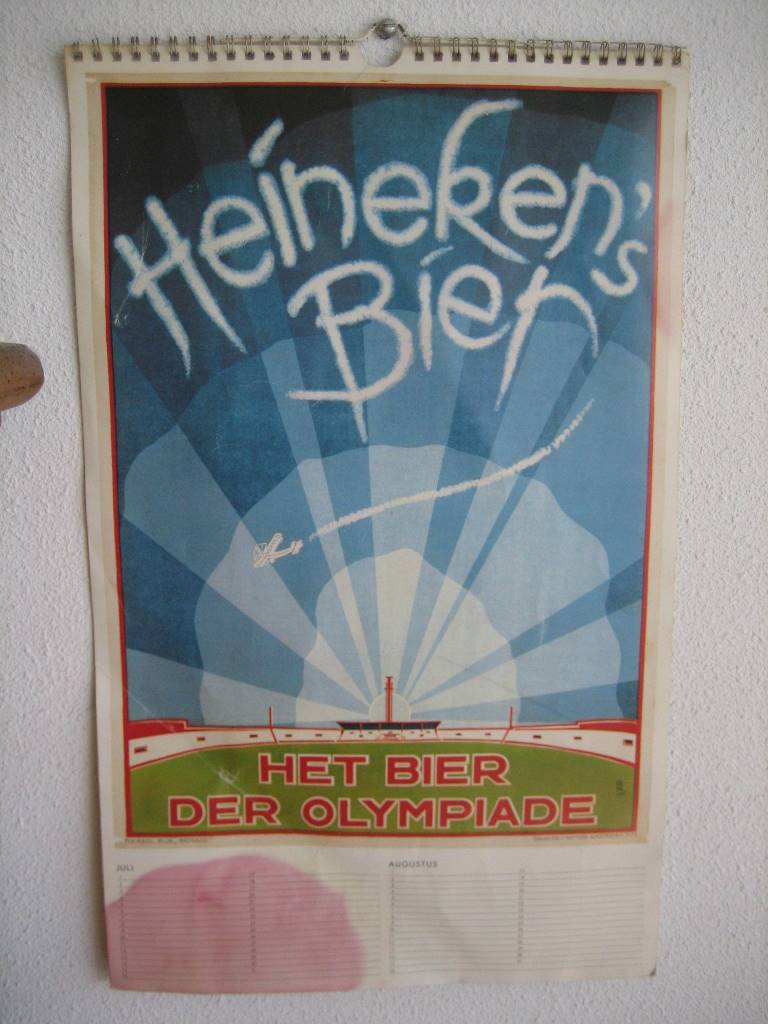 Heineken's
Bier
HET BIER
DER OLYMPIADE
JULI
AUGUSTUS